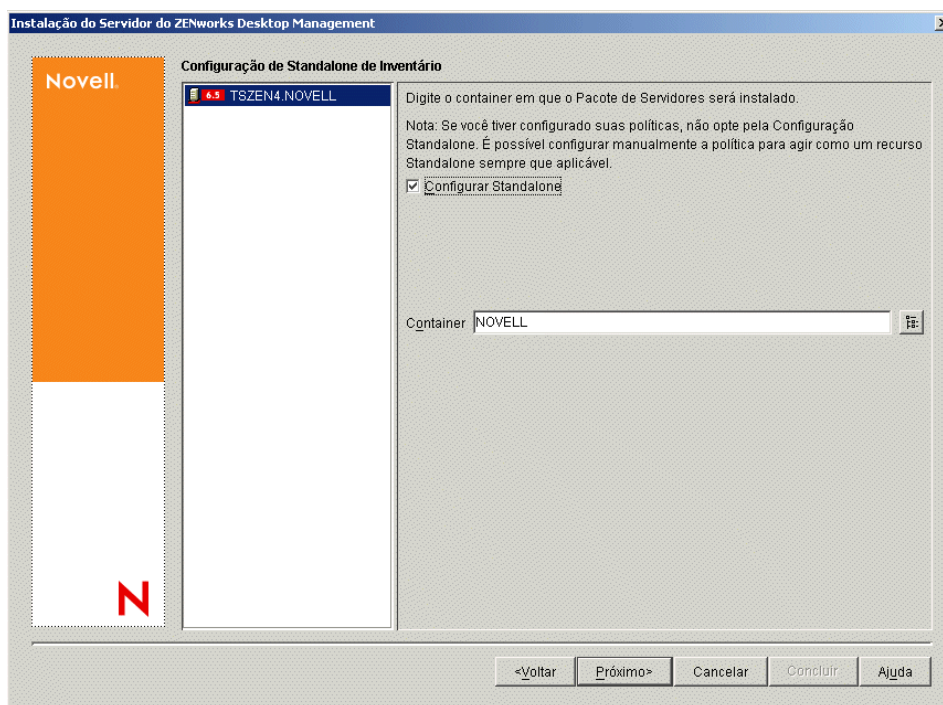 Instalação do Servidor do ZENworks Desktop Management
Novell.
Configuração de Standalone de Inventário
6.5 TSZEN4.NOVELL
Digite o container em que o Pacote de Servidores será instalado.
Nota: Se você tiver configurado suas políticas, não opte pela Configuração
Standalone. É possível configurar manualmente a política para agir como um recurso
Standalone sempre que aplicável.
Configurar Standalone
Container NOVELL
N
<Voltar Próximo> Cancelar Concluir Ajuda